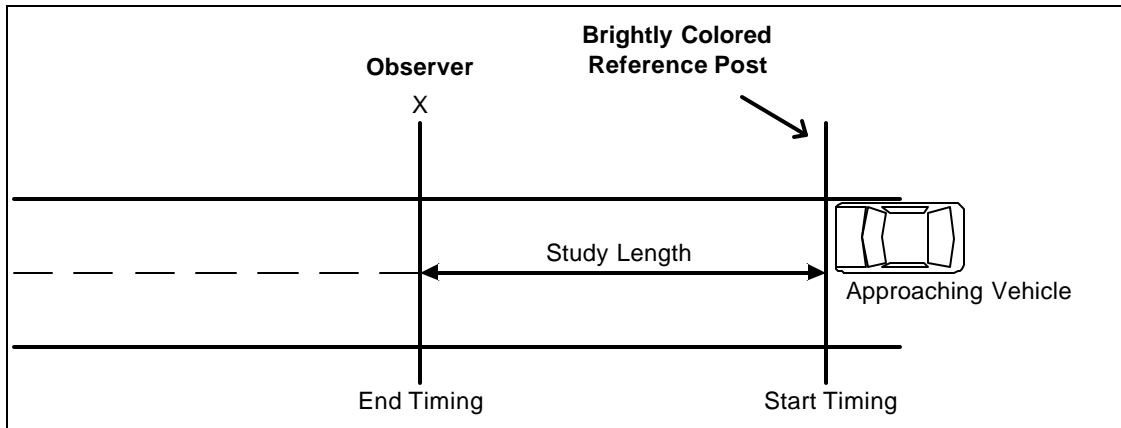 Brightly Colored
Reference Post
Observer
X
Study Length
Approaching Vehicle
End Timing
Start Timing